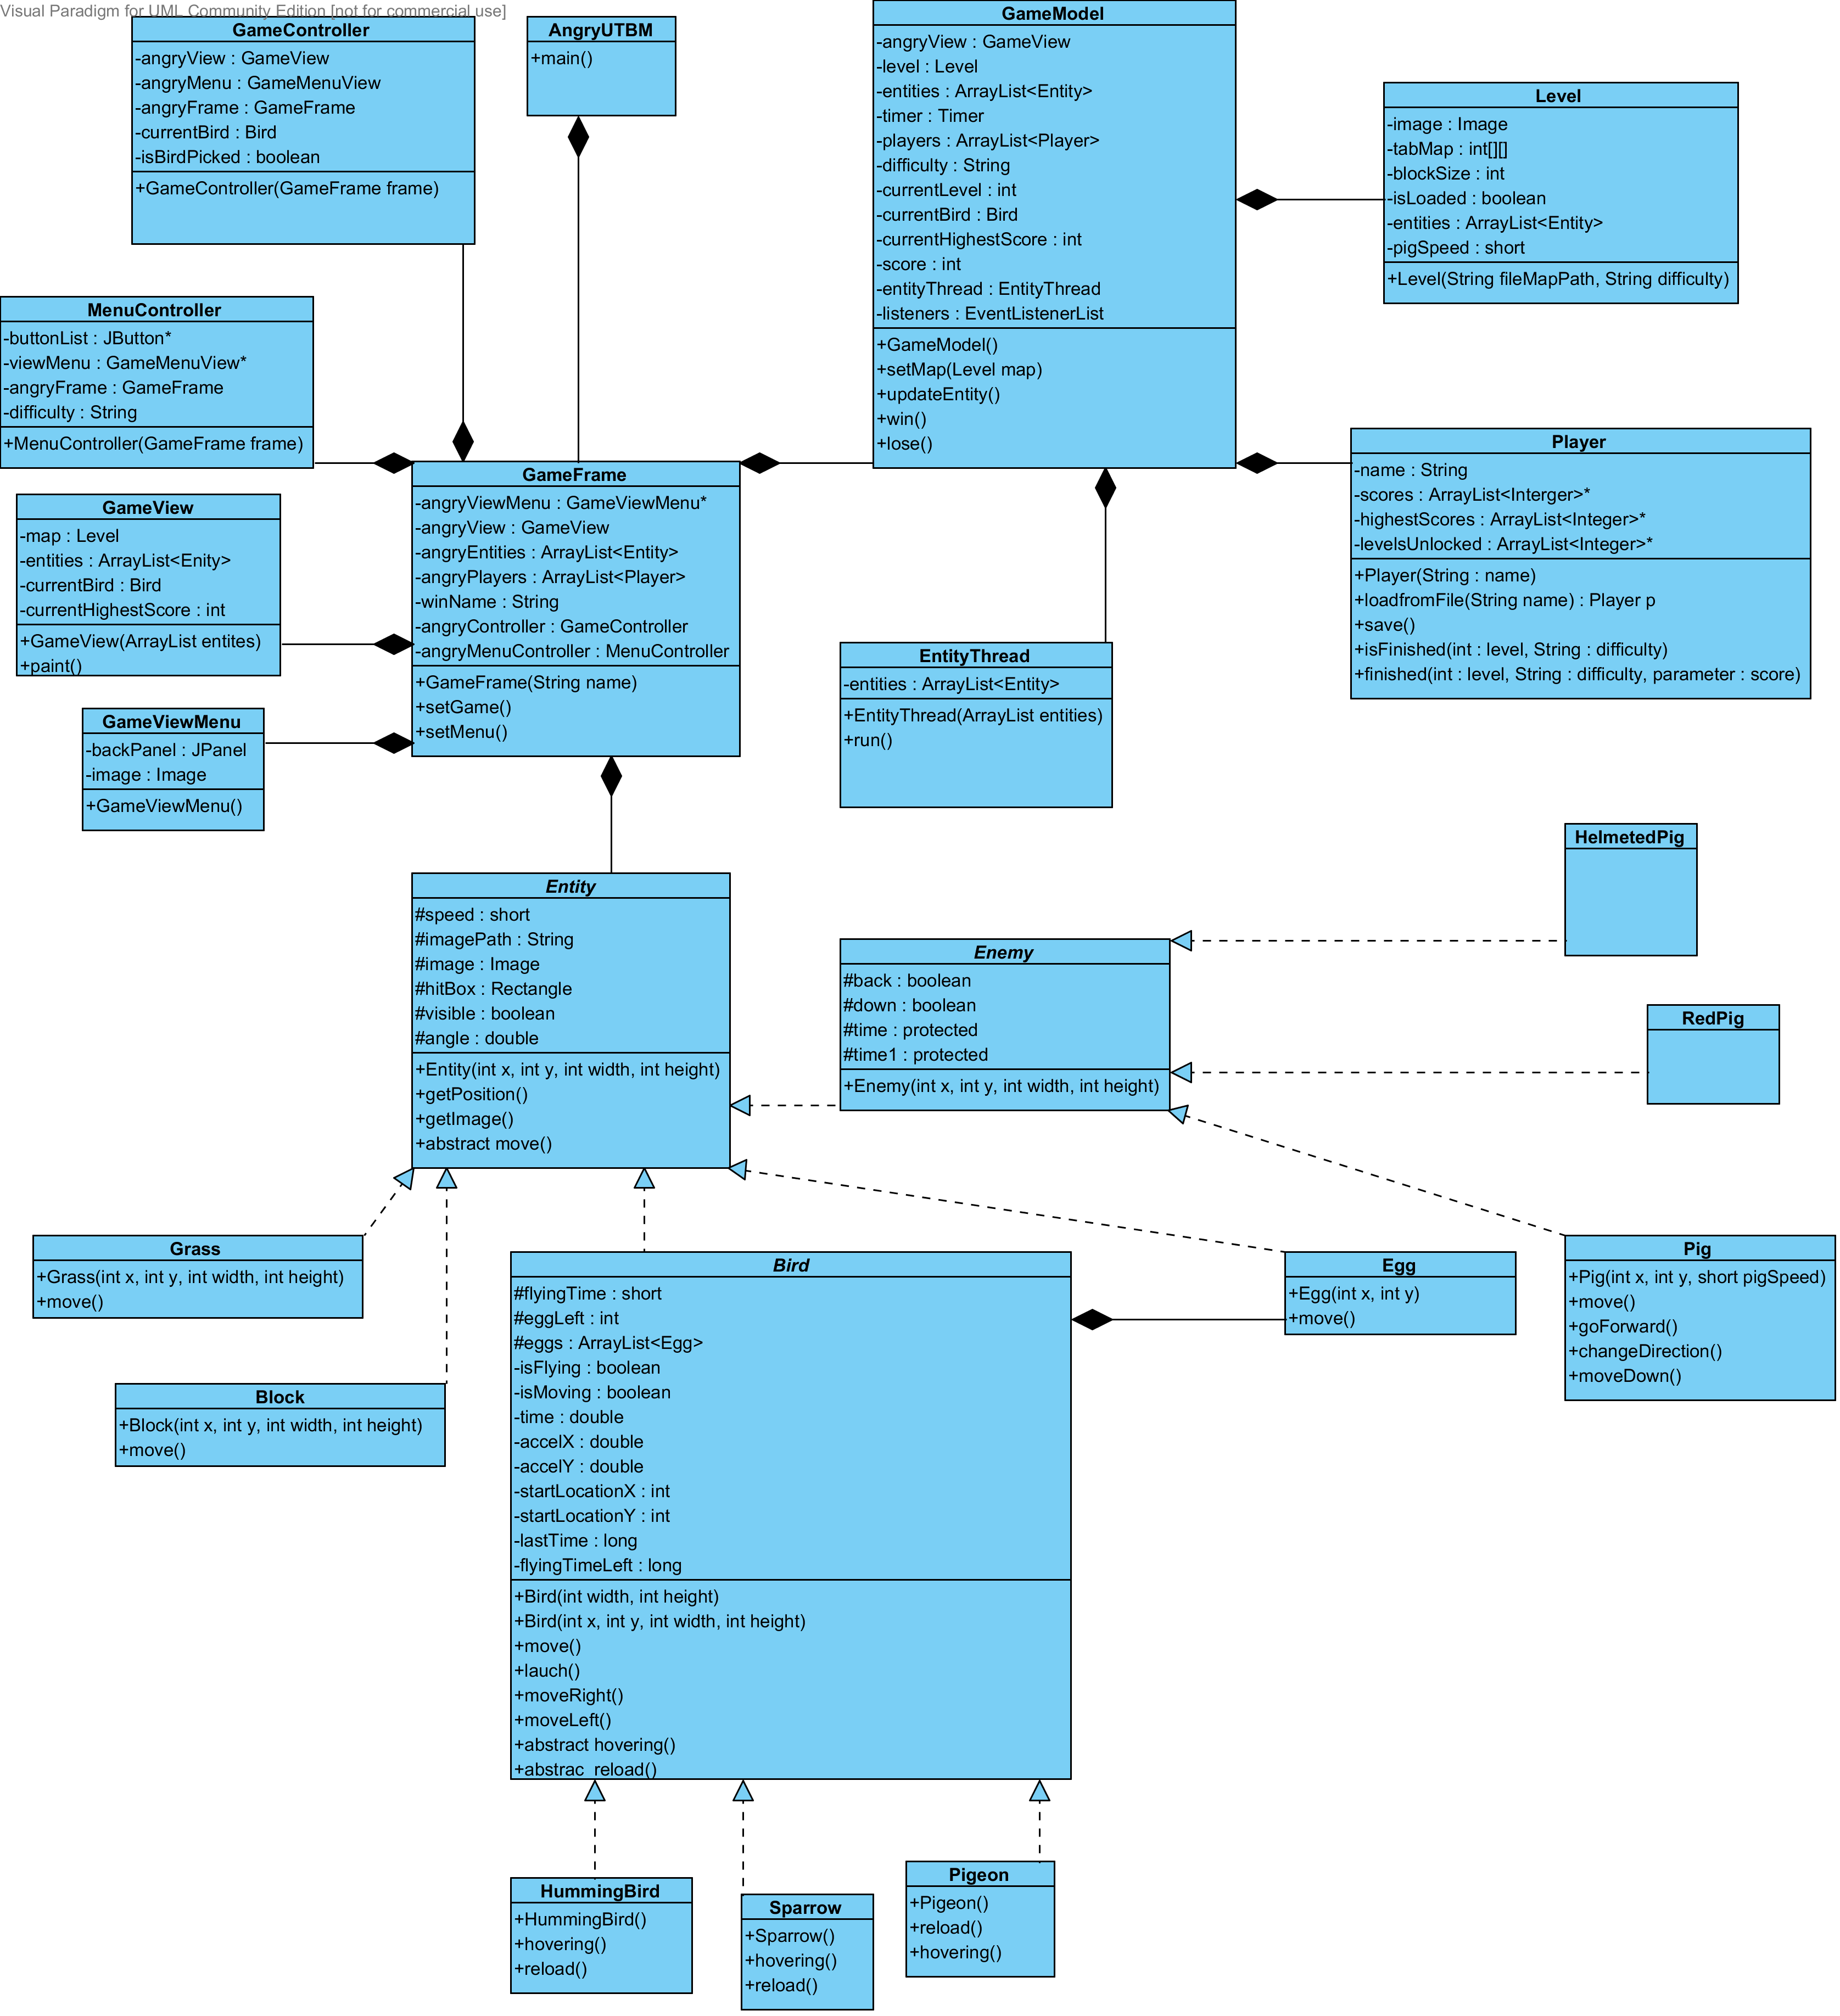 Visual Paradigm for UML Community Edition [not for commercial use]
GameController
-angryView : GameView
-angryMenu : GameMenuView
-angryFrame : GameFrame
-currentBird : Bird
-isBirdPicked : boolean
+GameController(GameFrame frame)
AngryUTBM
+main()
GameModel
-angryView : GameView
-level : Level
-entities : ArrayList<Entity>
-timer : Timer
-players : ArrayList<Player>
-difficulty : String
-currentLevel : int
-currentBird : Bird
-currentHighestScore : int
-score : int
-entityThread : EntityThread
-listeners : EventListenerList
+GameModel()
+setMap(Level map)
+updateEntity()
+win()
+lose()
Level
-image : Image
-tabMap : int[][]
-blockSize : int
-isLoaded : boolean
-entities : ArrayList<Entity>
-pigSpeed : short
+Level(String fileMapPath, String difficulty)
MenuController
-buttonList : JButton*
-viewMenu : GameMenuView*
-angryFrame : GameFrame
-difficulty : String
+MenuController(GameFrame frame)
Player
-name : String
-scores : ArrayList<Interger>*
-highestScores : ArrayList<Integer>*
-levelsUnlocked : ArrayList<Integer>*
+Player(String : name)
+loadfromFile(String name) : Player p
+save()
+isFinished(int : level, String : difficulty)
+finished(int : level, String : difficulty, parameter : score)
GameFrame
-angryViewMenu : GameViewMenu*
-angryView : GameView
-angryEntities : ArrayList<Entity>
-angryPlayers : ArrayList<Player>
-winName : String
-angryController : GameController
-angryMenuController : MenuController
+GameFrame(String name)
+setGame()
+setMenu()
GameView
-map : Level
-entities : ArrayList<Enity>
-currentBird : Bird
-currentHighestScore : int
+GameView(ArrayList entites)
+paint()
EntityThread
-entities : ArrayList<Entity>
+EntityThread(ArrayList entities)
+run()
GameViewMenu
-backPanel : JPanel
-image : Image
+GameViewMenu()
HelmetedPig
Entity
#speed : short
#imagePath : String
#image : Image
#hitBox : Rectangle
#visible : boolean
#angle : double
+Entity(int x, int y, int width, int height)
+getPosition()
+getImage()
+abstract move()
Enemy
#back : boolean
#down : boolean
#time : protected
#time1 : protected
+Enemy(int x, int y, int width, int height)
RedPig
Grass
+Grass(int x, int y, int width, int height)
+move()
Bird
#flyingTime : short
#eggLeft : int
#eggs : ArrayList<Egg>
-isFlying : boolean
-isMoving : boolean
-time : double
-accelX : double
-accelY : double
-startLocationX : int
-startLocationY : int
-lastTime : long
-flyingTimeLeft : long
+Bird(int width, int height)
+Bird(int x, int y, int width, int height)
+move()
+lauch()
+moveRight()
+moveLeft()
+abstract hovering()
+abstrac reload()
Egg
+Egg(int x, int y)
+move()
Pig
+Pig(int x, int y, short pigSpeed)
+move()
+goForward()
+changeDirection()
+moveDown()
Block
+Block(int x, int y, int width, int height)
+move()
HummingBird
+HummingBird()
+hovering()
+reload()
Sparrow
+Sparrow()
+hovering()
+reload()
Pigeon
+Pigeon()
+reload()
+hovering()